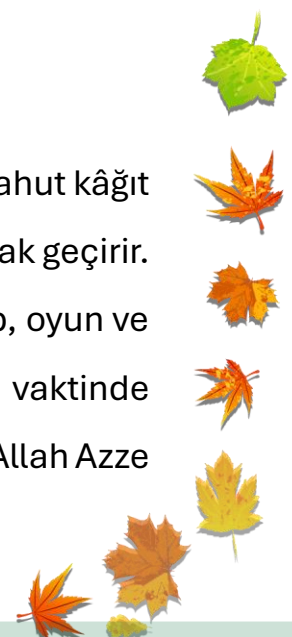 ahut kâğıt
ak geçirir.
, oyun ve
vaktinde
Allah Azze